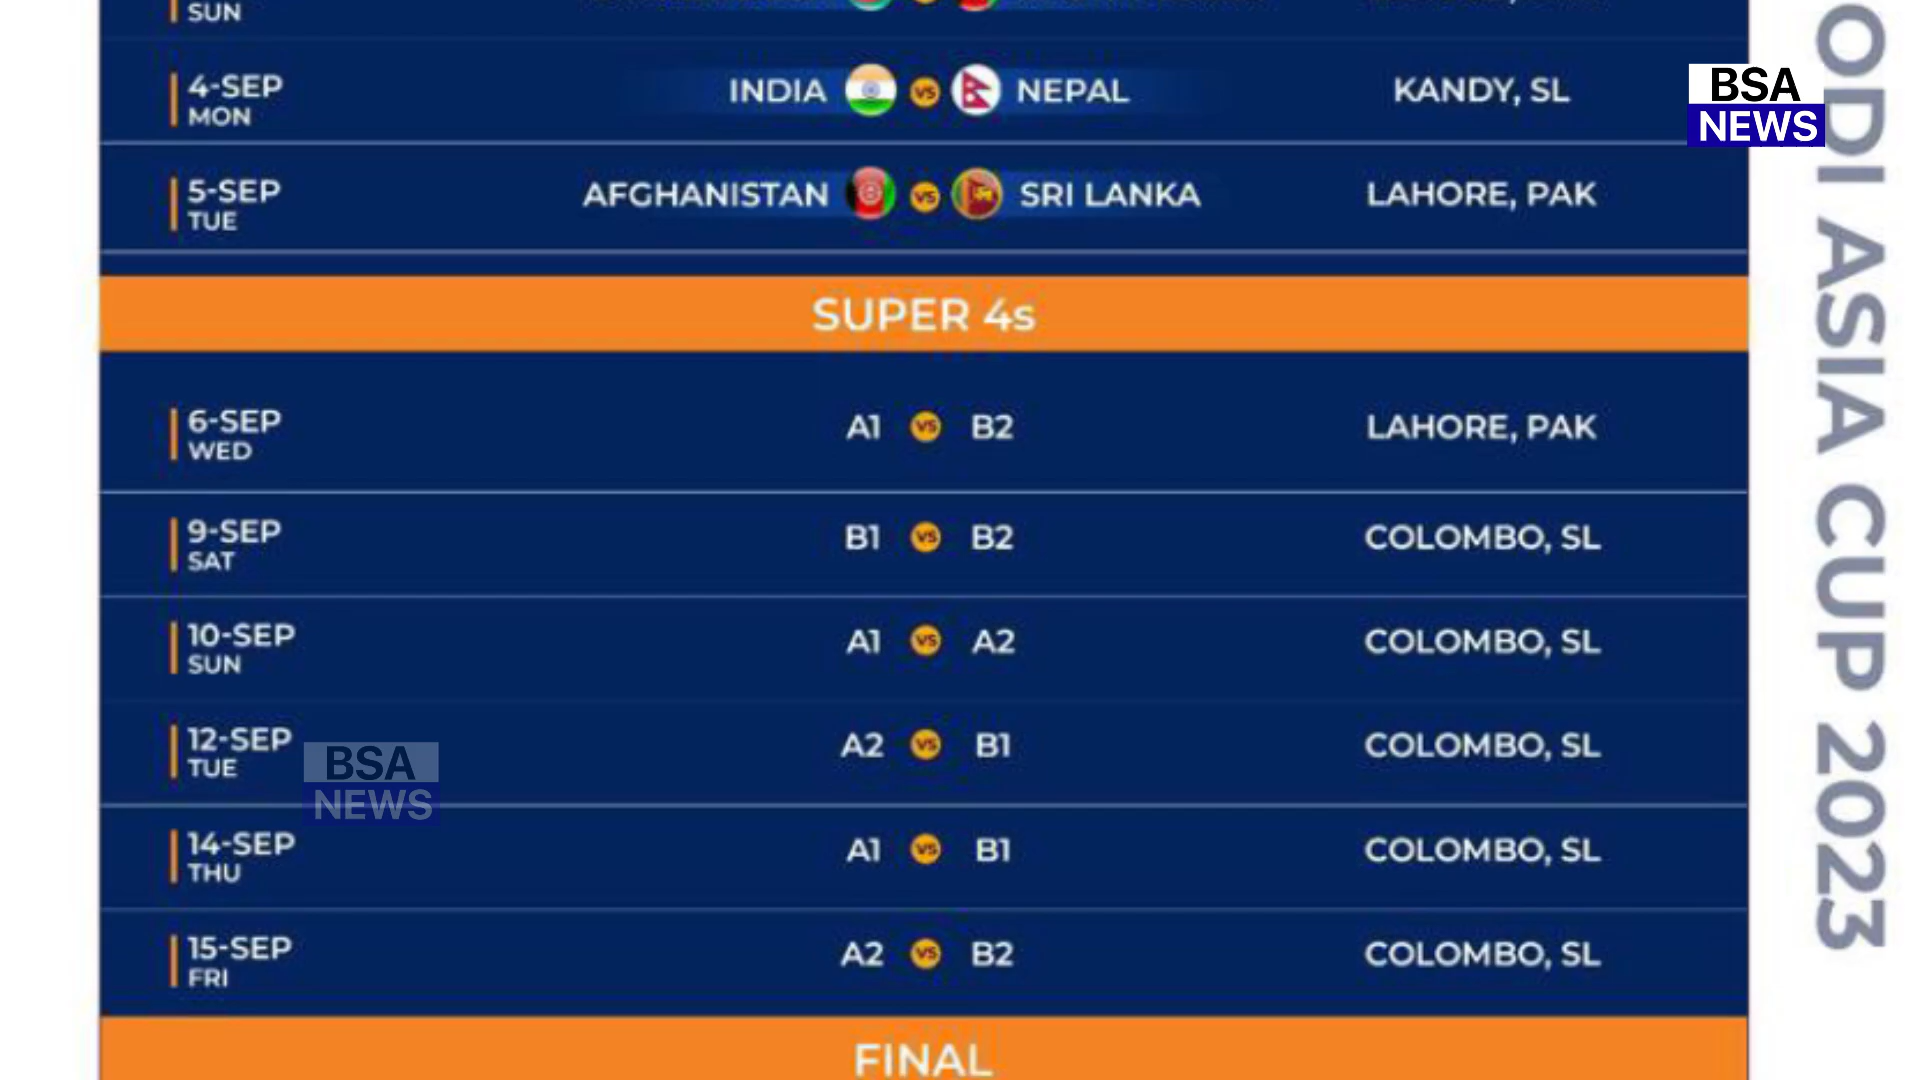 SUN
4-SEP
MON
INDIA VS NEPAL
KANDY, SL
5-SEP
TUE
AFGHANISTAN VS SRI LANKA
LAHORE, PAK
SUPER 4s
6-SEP
WED
A1 VS B2
LAHORE, PAK
9-SEP
SAT
B1 VS B2
COLOMBO, SL
10-SEP
SUN
A1 VS A2
COLOMBO, SL
12-SEP
TUE
A2 VS B1
COLOMBO, SL
14-SEP
THU
A1 VS B1
COLOMBO, SL
15-SEP
FRI
A2 VS B2
COLOMBO, SL
FINAL
ODI ASIA CUP 2023
BSA
NEWS
BSA
NEWS